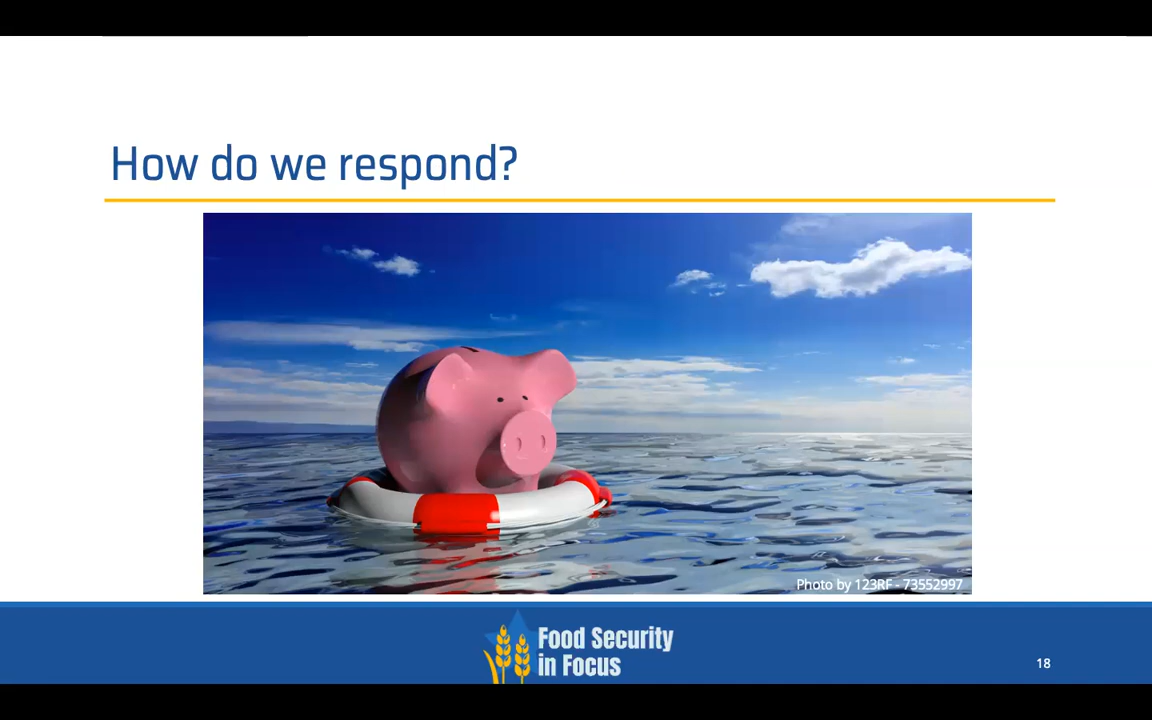 How do we respond?
Photo by 123RF - 73552997
Food Security
in Focus
18